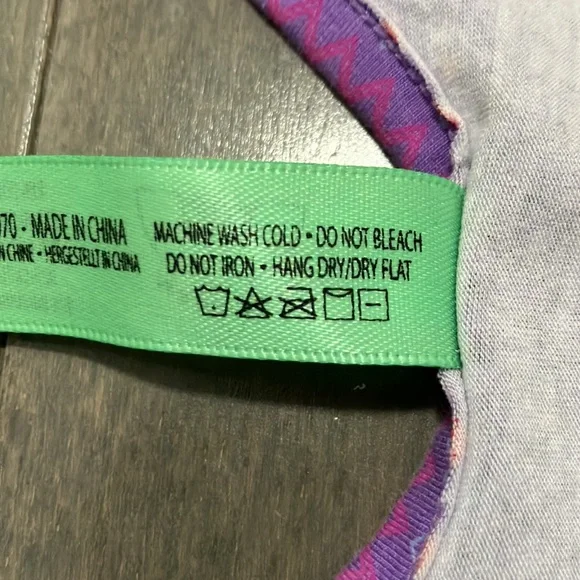 070 - MADE IN CHINA
N CHINE • HERGESTELLT IN CHINA
MACHINE WASH COLD • DO NOT BLEACH
DO NOT IRON • HANG DRY/DRY FLAT